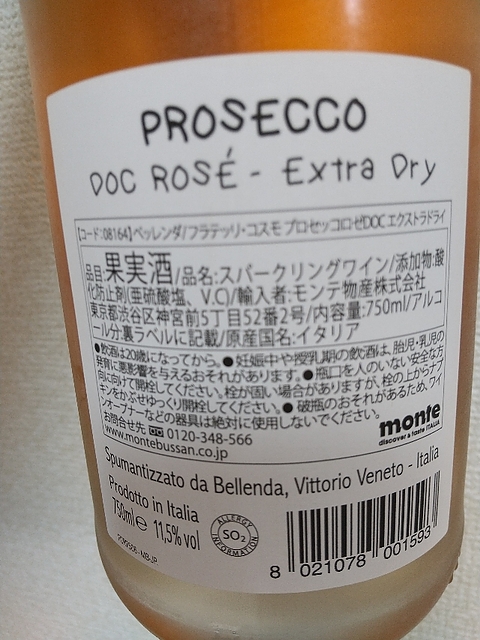 PROSECCO
DOC ROSÉ - Extra Dry
【コード:08164】ベッレンダ/フラテッリ・コスモ プロセッコロゼDOC エクストラドライ
品目:果実酒/品名:スパークリングワイン/添加物:酸
化防止剤(亜硫酸塩、V.C)/輸入者:モンテ物産株式会社
東京都渋谷区神宮前5丁目52番2号/内容量:750ml/アルコ
ール分:裏ラベルに記載/原産国名:イタリア
●飲酒は20歳になってから。●妊娠中や授乳期の飲酒は、胎児・乳児の
発育に悪影響を与えるおそれがあります。●瓶口を人のいない安全な方
向に向けて開栓してください。栓が固い場合がありますが、栓の上からナプ
キンをかぶせゆっくり開栓してください。●破瓶のおそれがあるため、ワイ
ンオープナーなどの器具は絶対に使用しないでください。
お問合せ先 0120-348-566
www.montebussan.co.jp
monte
discover & taste ITALIA
Spumantizzato da Bellenda, Vittorio Veneto - Italia
Prodotto in Italia
750ml e 11,5% vol
ALLERGY
SO2
INFORMATION
8 021078 001593